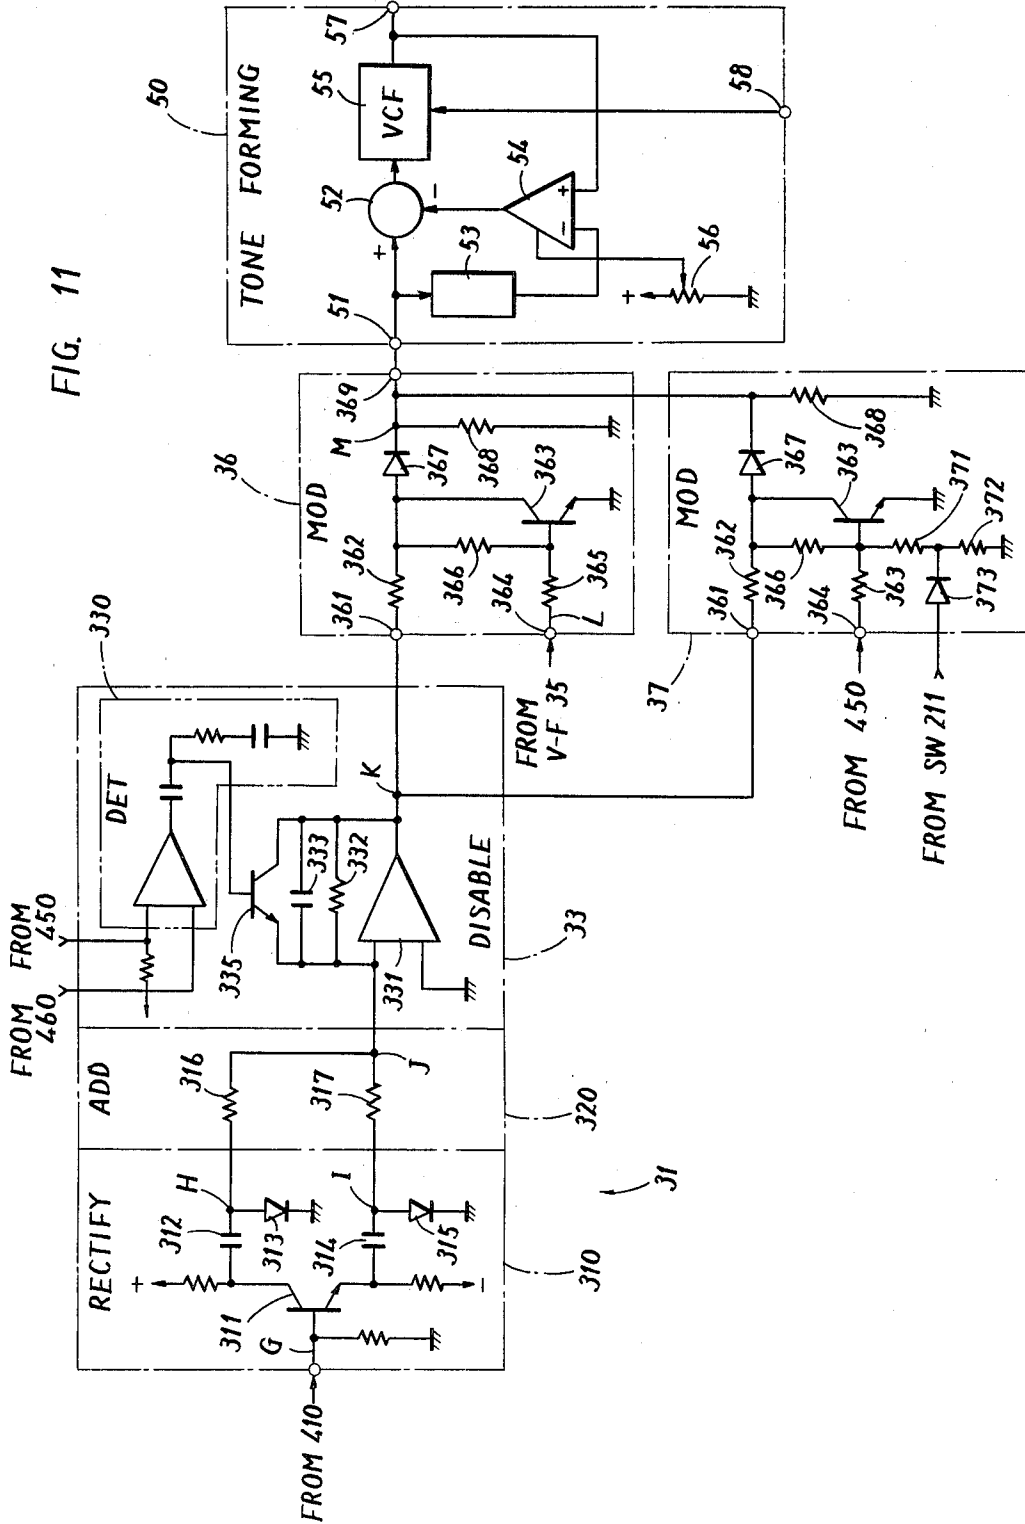 FIG. 11
50
TONE FORMING
57
55
VCF
52
+
−
54
−
+
53
56
+
58
51
36
MOD
369
M
367
368
363
362
366
361
364
365
L
FROM
V-F 35
37
MOD
367
368
363
371
372
362
366
361
364
363
373
FROM 450
FROM SW 211
330
DET
FROM 450
FROM 460
335
333
332
331
K
DISABLE
33
ADD
316
317
J
320
RECTIFY
H
312
313
I
314
315
+
−
311
G
310
31
FROM 410